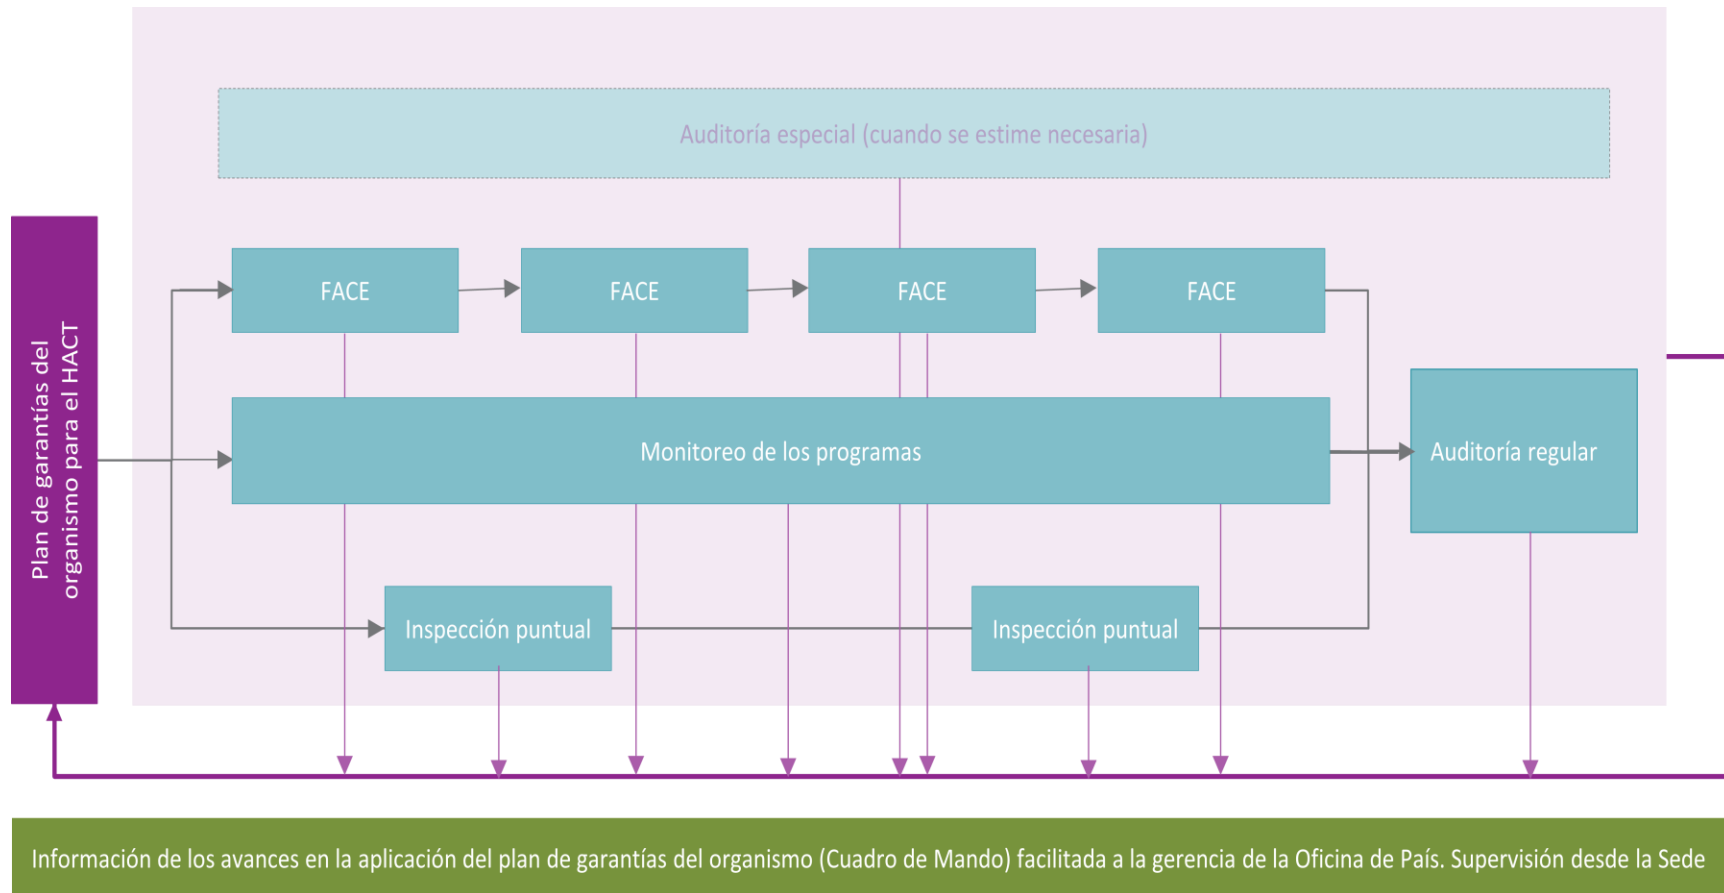 Auditoría especial (cuando se estime necesaria)
Plan de garantías del
organismo para el HACT
FACE
FACE
FACE
FACE
Monitoreo de los programas
Auditoría regular
Inspección puntual
Inspección puntual
Información de los avances en la aplicación del plan de garantías del organismo (Cuadro de Mando) facilitada a la gerencia de la Oficina de País. Supervisión desde la Sede